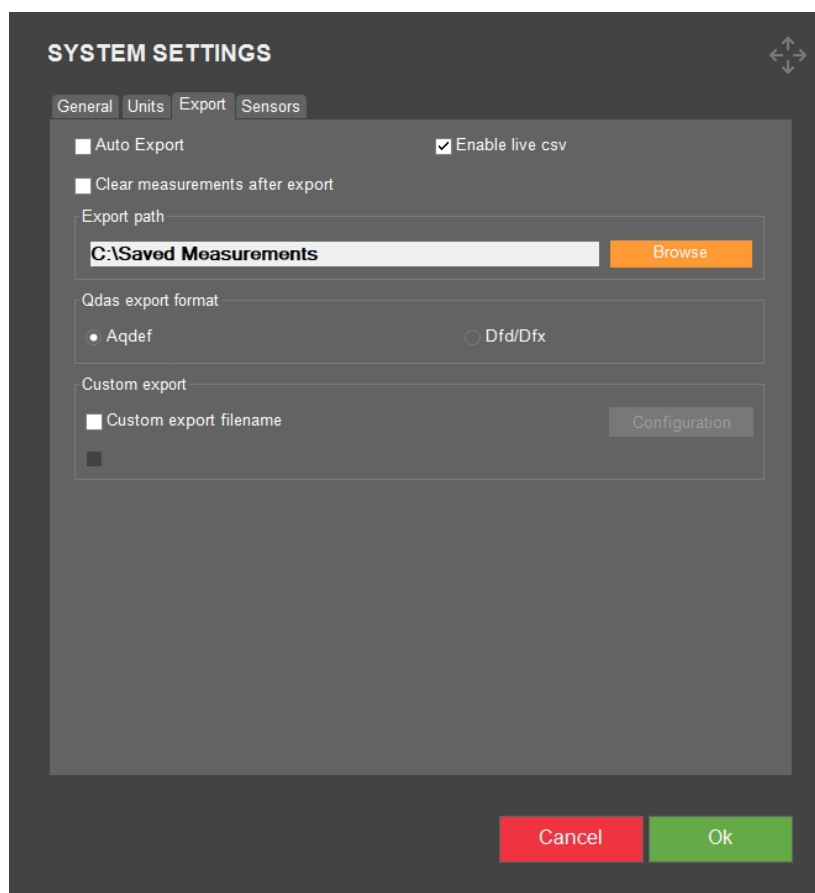 SYSTEM SETTINGS
General Units Export Sensors
Auto Export Enable live csv
Clear measurements after export
Export path
C:\Saved Measurements Browse
Qdas export format
Aqdef Dfd/Dfx
Custom export
Custom export filename Configuration
Cancel Ok